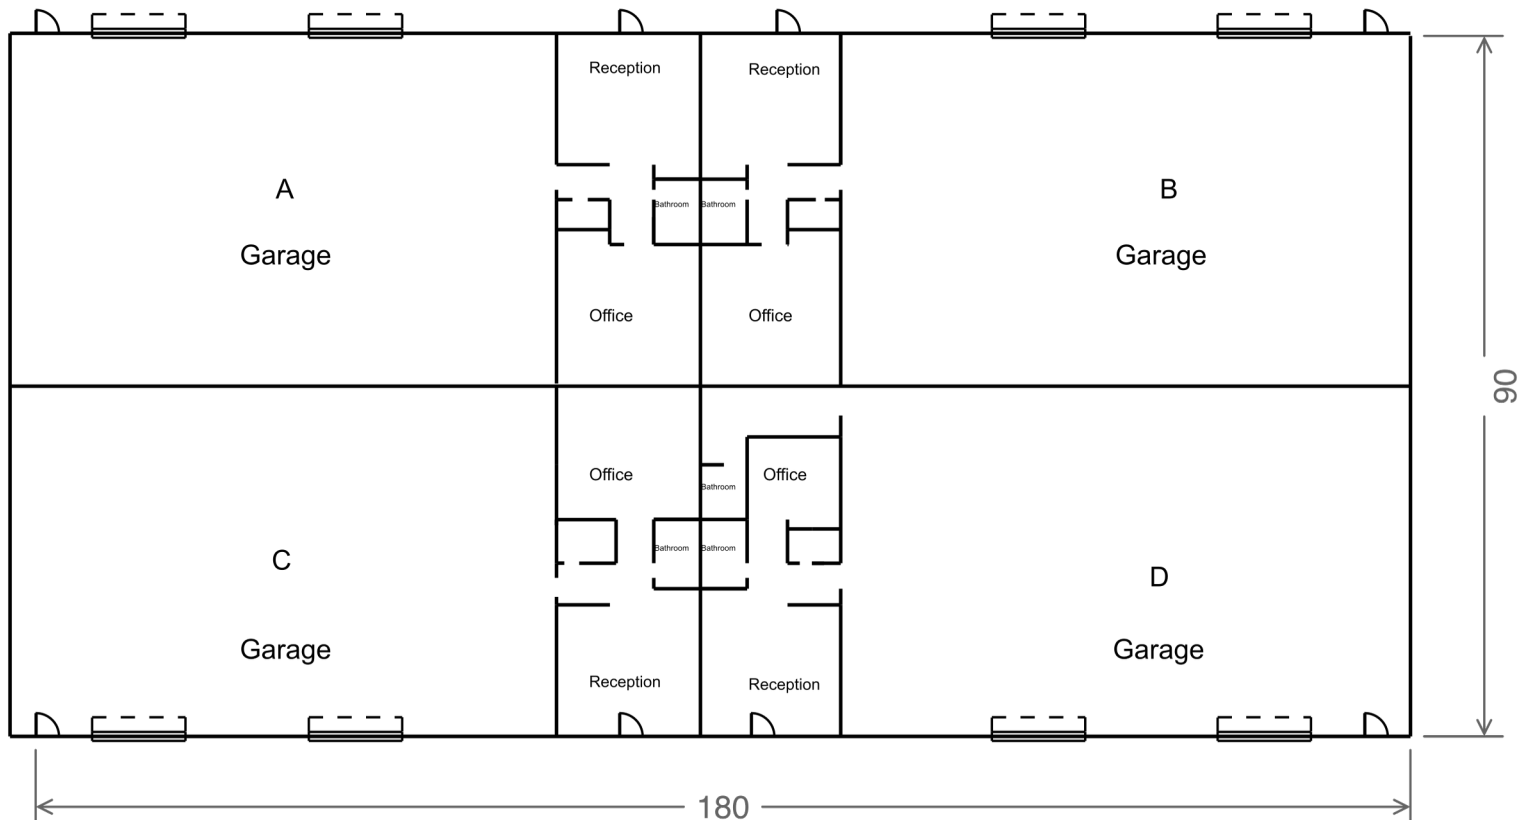 Reception
Reception
A
B
Bathroom
Bathroom
Garage
Garage
Office
Office
90
Office
Office
Bathroom
Bathroom
Bathroom
C
D
Garage
Garage
Reception
Reception
180